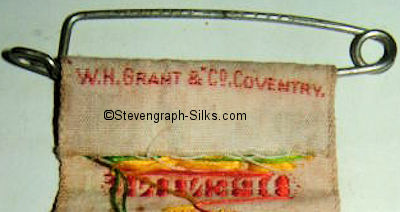 W.H. GRANT & Co. COVENTRY.
©Stevengraph-Silks.com